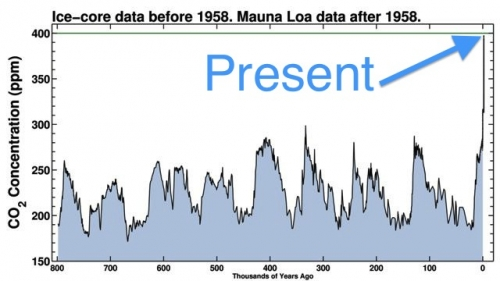 Ice-core data before 1958. Mauna Loa data after 1958.
Present
CO2 Concentration (ppm)
400
350
300
250
200
150
800 700 600 500 400 300 200 100 0
Thousands of Years Ago